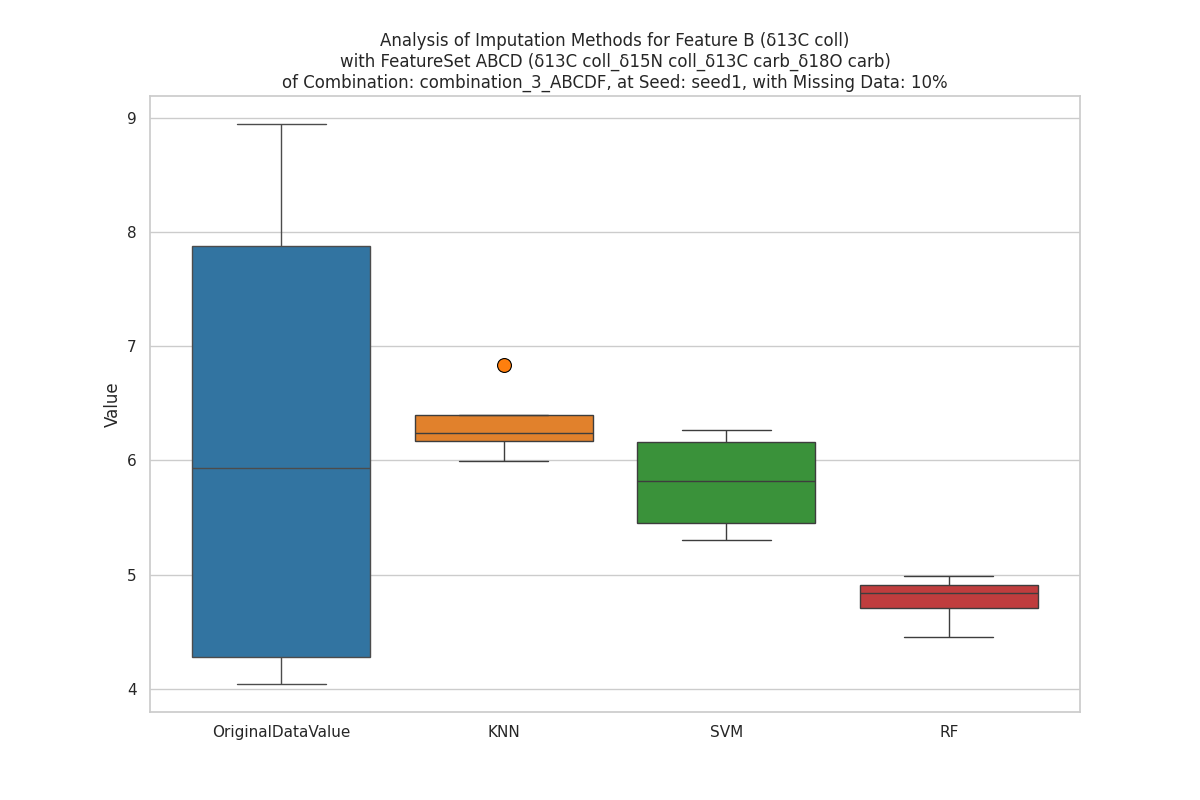 Analysis of Imputation Methods for Feature B (δ13C coll)
with FeatureSet ABCD (δ13C coll_δ15N coll_δ13C carb_δ18O carb)
of Combination: combination_3_ABCDF, at Seed: seed1, with Missing Data: 10%
9
8
7
6
5
4
Value
OriginalDataValue KNN SVM RF